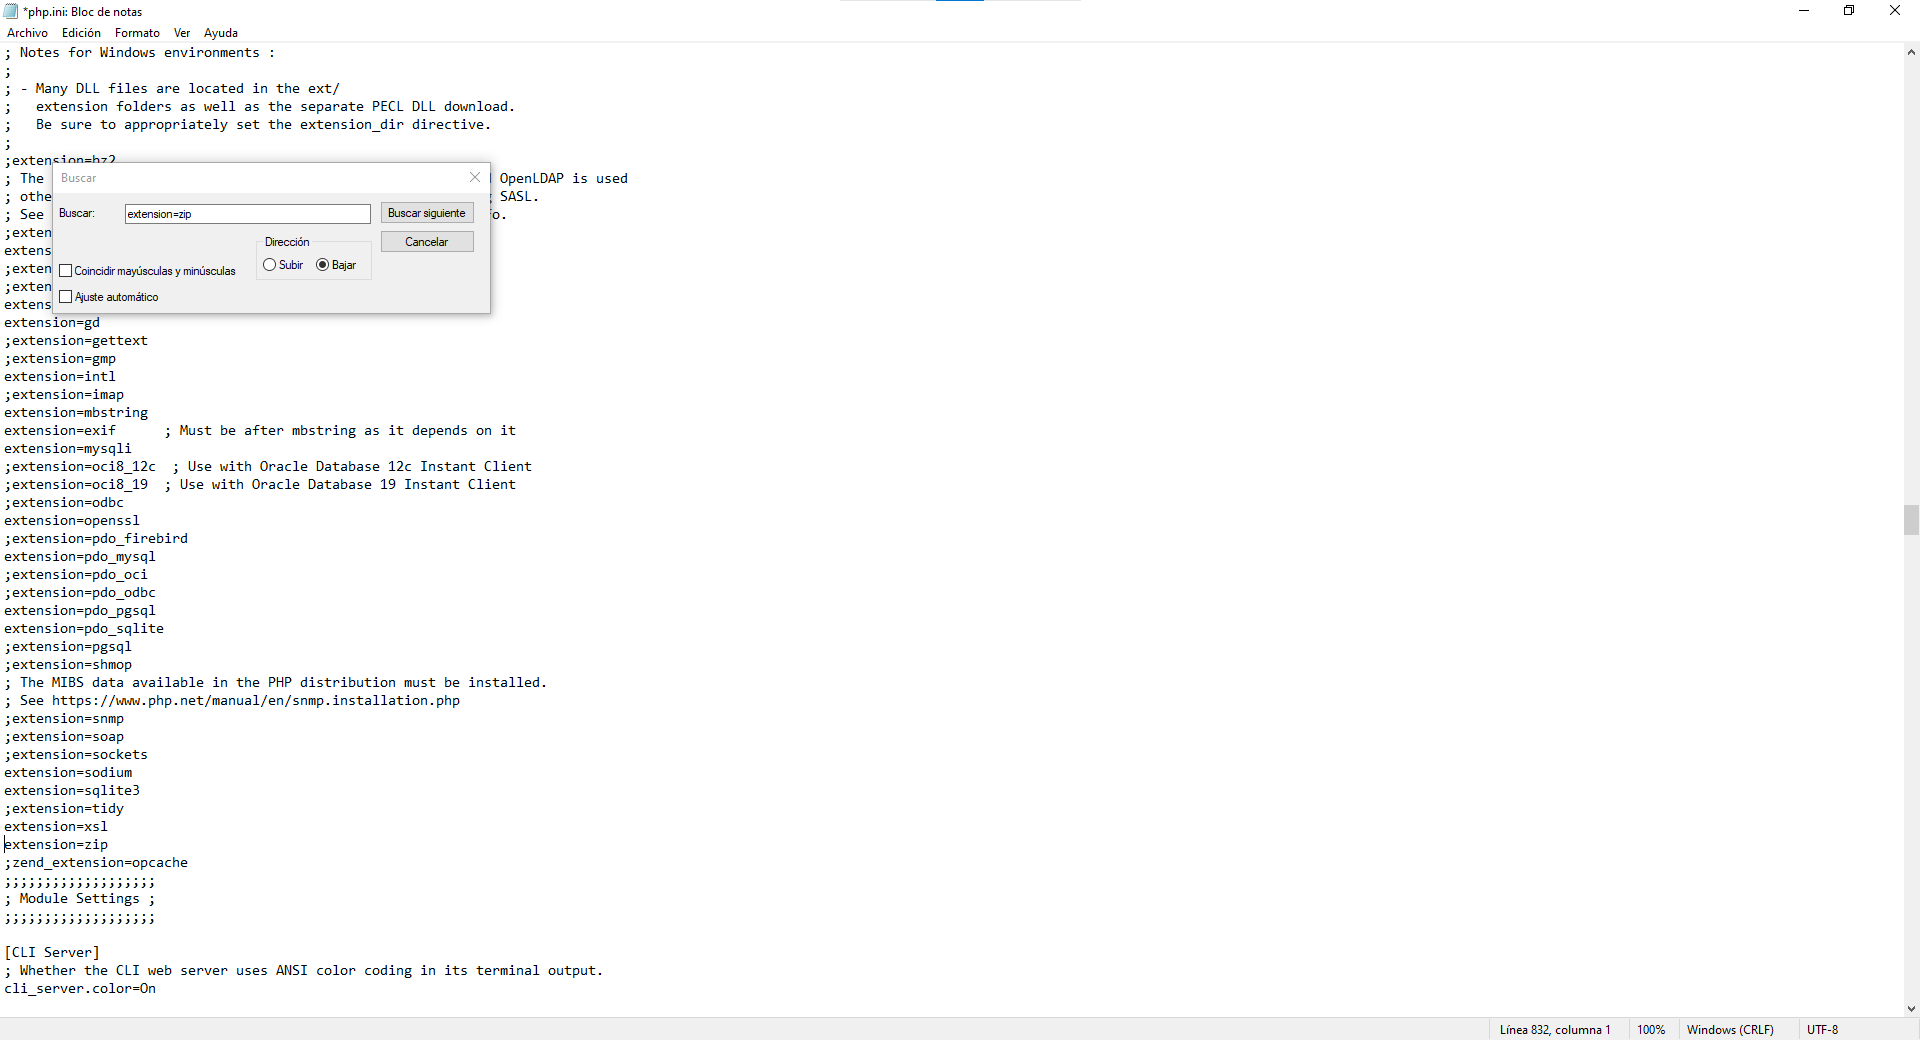 *php.ini: Bloc de notas
Archivo Edición Formato Ver Ayuda
; Notes for Windows environments :
;
; - Many DLL files are located in the ext/
;   extension folders as well as the separate PECL DLL download.
;   Be sure to appropriately set the extension_dir directive.
;
;extension=bz2
; The
OpenLDAP is used
; othe
SASL.
; See
o.
;exten
extens
;exten
;exten
extens
Buscar
Buscar:
extension=zip
Buscar siguiente
Cancelar
Dirección
Subir
Bajar
Coincidir mayúsculas y minúsculas
Ajuste automático
extension=gd
;extension=gettext
;extension=gmp
extension=intl
;extension=imap
extension=mbstring
extension=exif      ; Must be after mbstring as it depends on it
extension=mysqli
;extension=oci8_12c  ; Use with Oracle Database 12c Instant Client
;extension=oci8_19  ; Use with Oracle Database 19 Instant Client
;extension=odbc
extension=openssl
;extension=pdo_firebird
extension=pdo_mysql
;extension=pdo_oci
;extension=pdo_odbc
extension=pdo_pgsql
extension=pdo_sqlite
;extension=pgsql
;extension=shmop
; The MIBS data available in the PHP distribution must be installed.
; See https://www.php.net/manual/en/snmp.installation.php
;extension=snmp
;extension=soap
;extension=sockets
extension=sodium
extension=sqlite3
;extension=tidy
extension=xsl
extension=zip
;zend_extension=opcache
;;;;;;;;;;;;;;;;;;;
; Module Settings ;
;;;;;;;;;;;;;;;;;;;
[CLI Server]
; Whether the CLI web server uses ANSI color coding in its terminal output.
cli_server.color=On
Línea 832, columna 1
100%
Windows (CRLF)
UTF-8